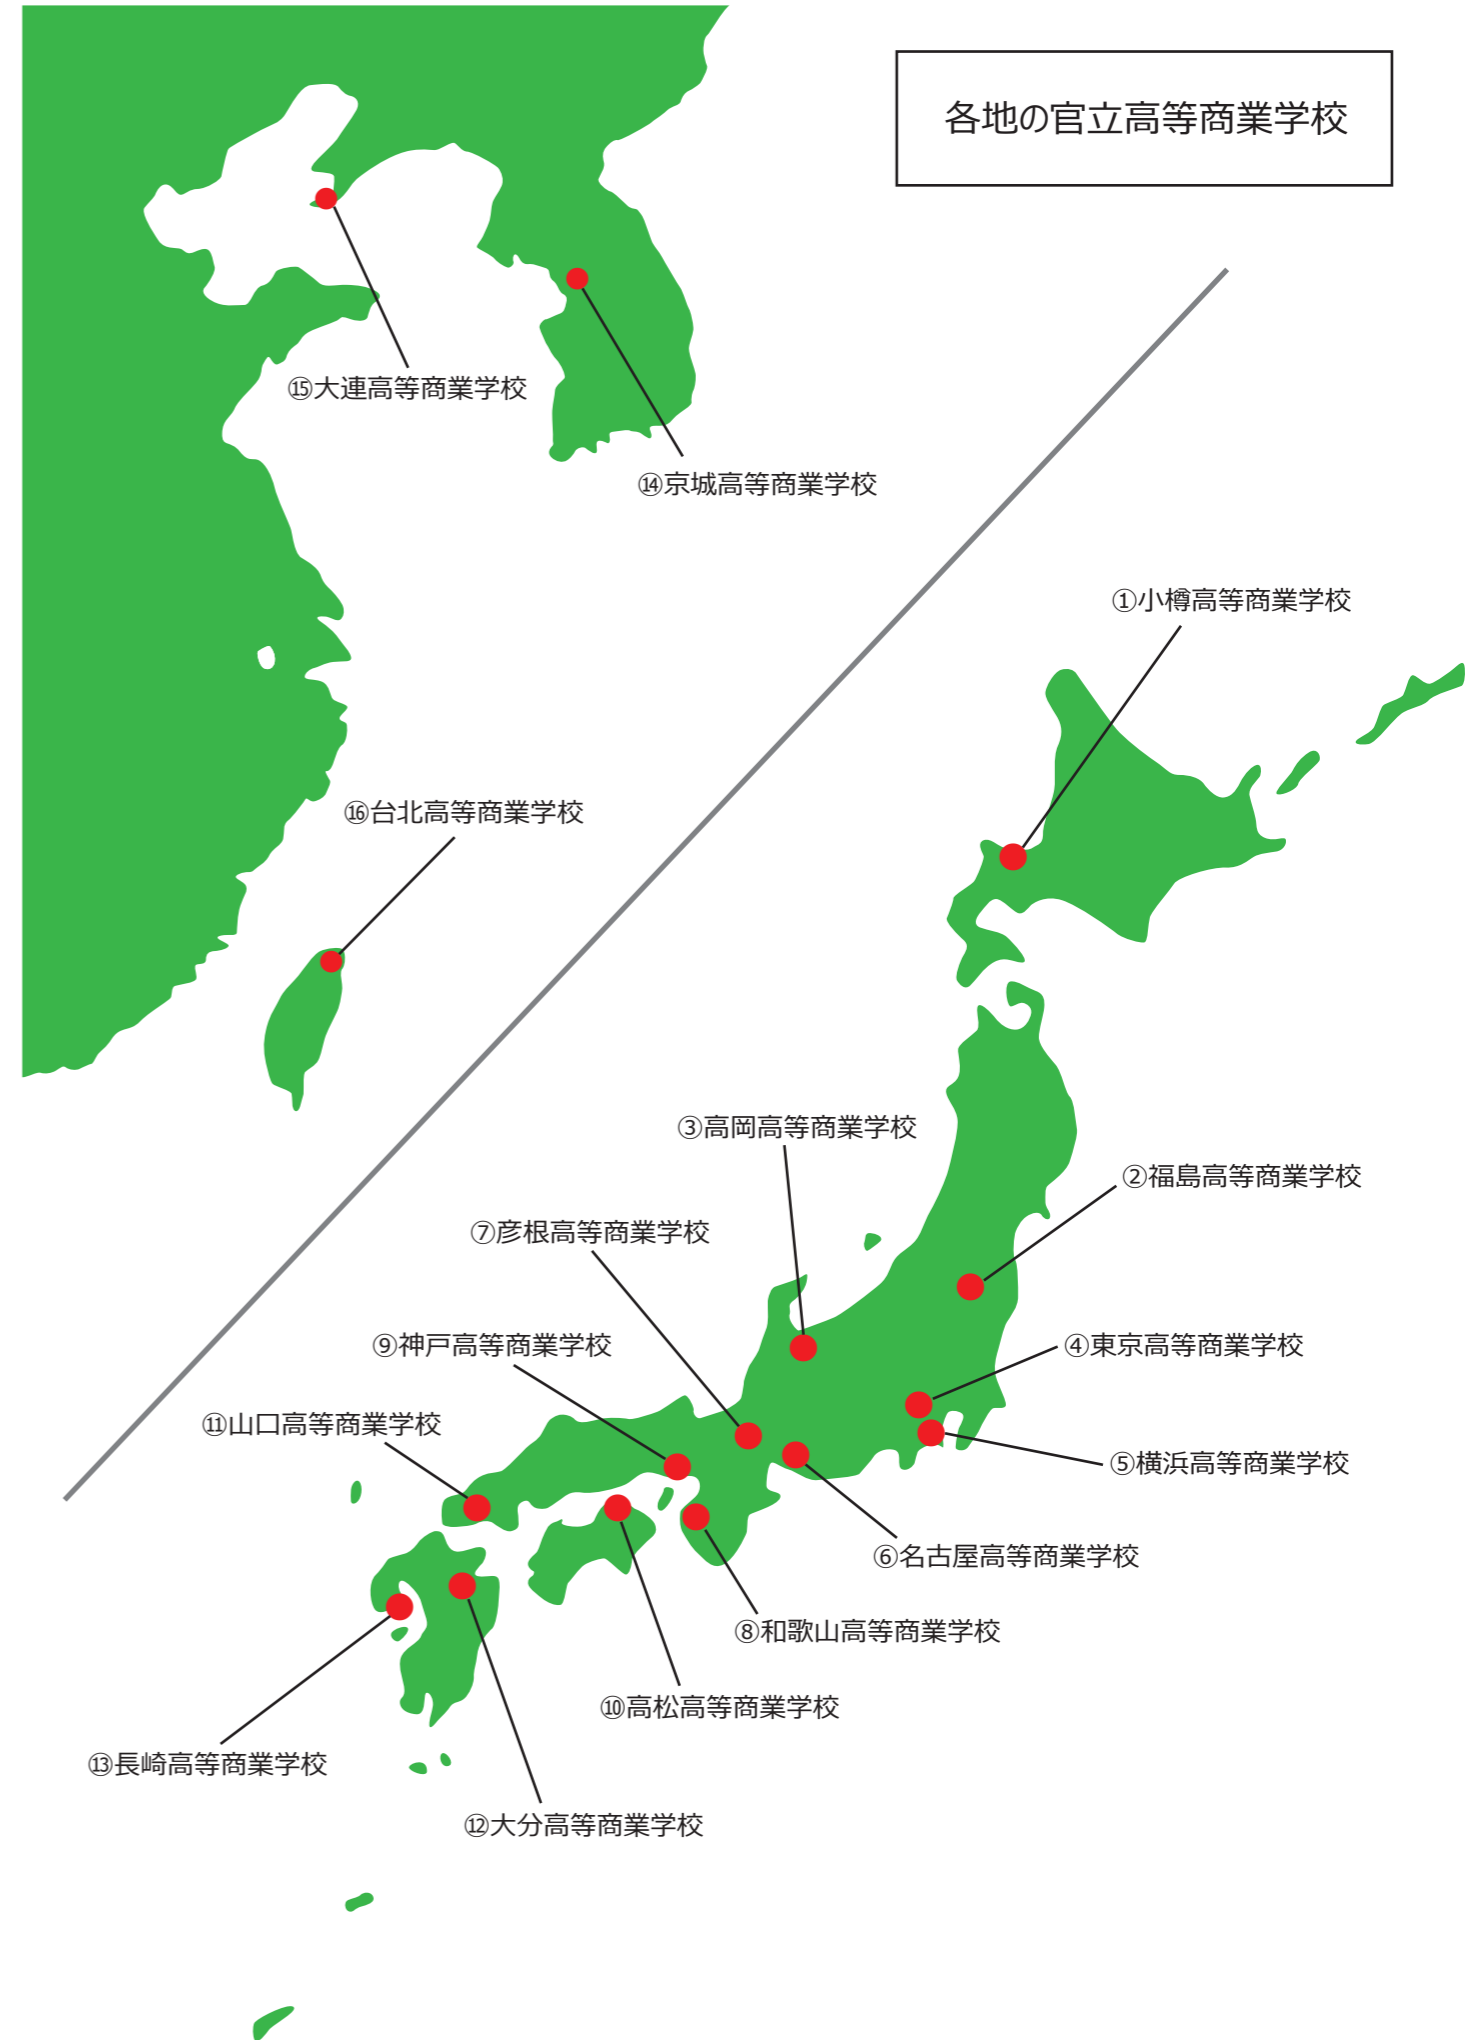 各地の官立高等商業学校
⑮大連高等商業学校
⑭京城高等商業学校
①小樽高等商業学校
⑯台北高等商業学校
③高岡高等商業学校
②福島高等商業学校
⑦彦根高等商業学校
⑨神戸高等商業学校
④東京高等商業学校
⑪山口高等商業学校
⑤横浜高等商業学校
⑥名古屋高等商業学校
⑧和歌山高等商業学校
⑩高松高等商業学校
⑬長崎高等商業学校
⑫大分高等商業学校